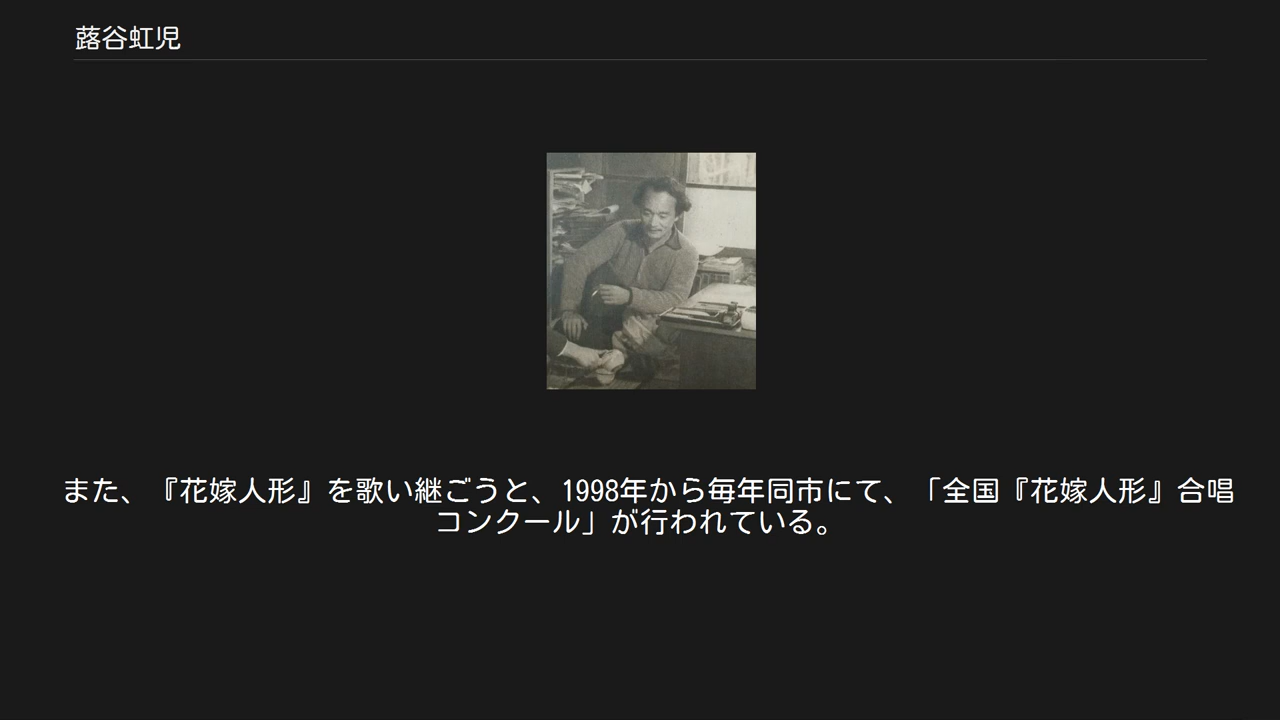 蕗谷虹児
また、『花嫁人形』を歌い継ごうと、1998年から毎年同市にて、「全国『花嫁人形』合唱
コンクール」が行われている。